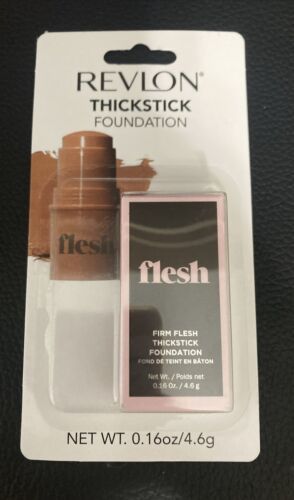 REVLON®
THICKSTICK
FOUNDATION
flesh
flesh
FIRM FLESH
THICKSTICK
FOUNDATION
FOND DE TEINT EN BÂTON
Net Wt. / Poids net
0.16 Oz. / 4.6 g
NET WT. 0.16oz/4.6g